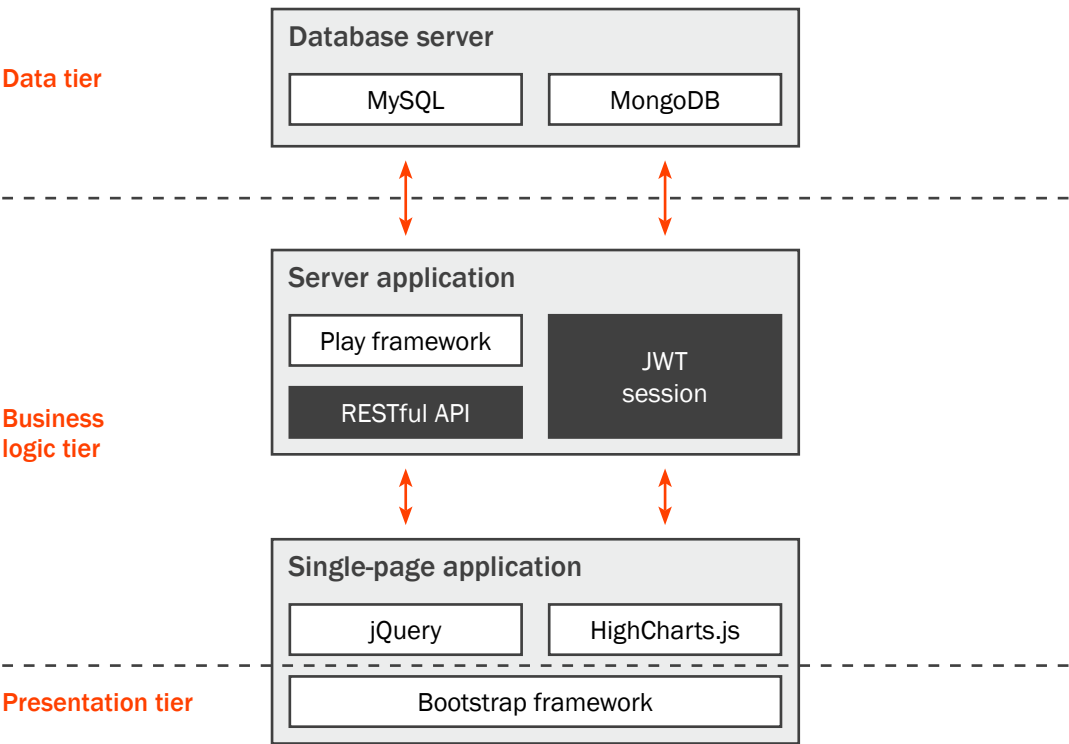 Database server
Data tier
MySQL
MongoDB
Server application
Play framework
JWT
session
RESTful API
Business
logic tier
Single-page application
jQuery
HighCharts.js
Presentation tier
Bootstrap framework